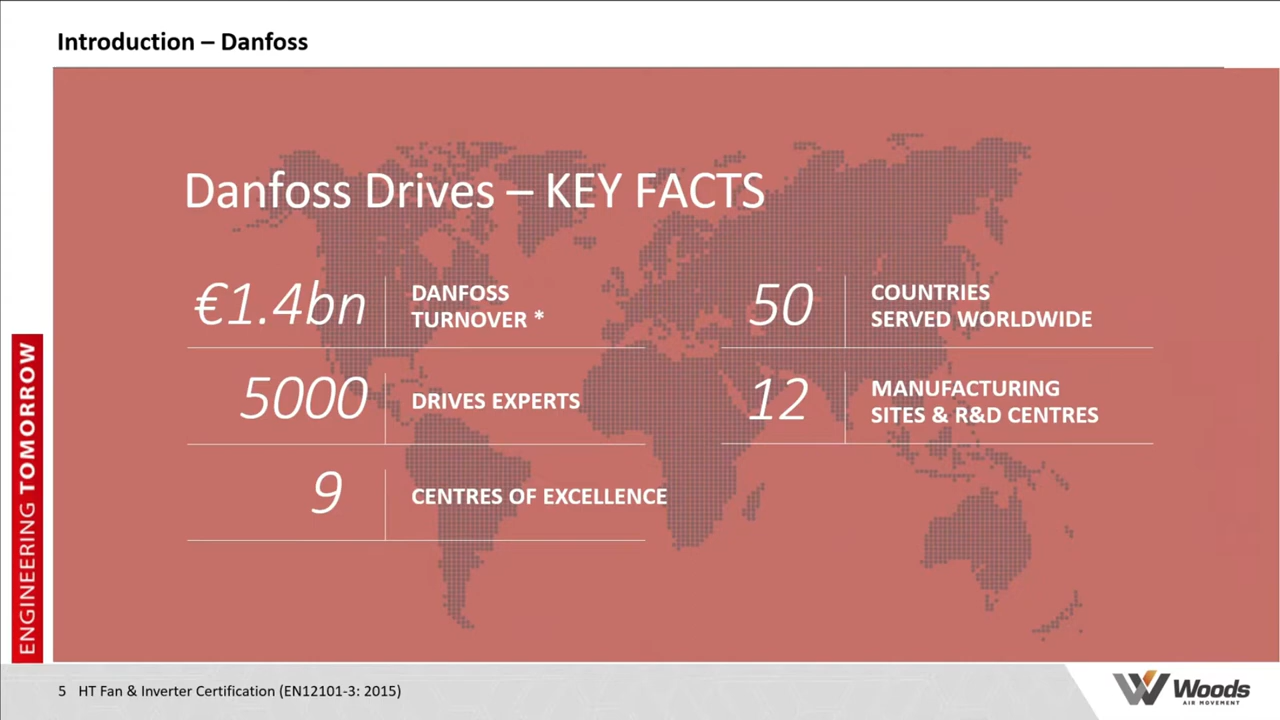 Introduction – Danfoss
Danfoss Drives – KEY FACTS
€1.4bn
DANFOSS
TURNOVER *
5000
DRIVES EXPERTS
9
CENTRES OF EXCELLENCE
50
COUNTRIES
SERVED WORLDWIDE
12
MANUFACTURING
SITES & R&D CENTRES
ENGINEERING TOMORROW
5 HT Fan & Inverter Certification (EN12101-3: 2015)
Woods
AIR MOVEMENT